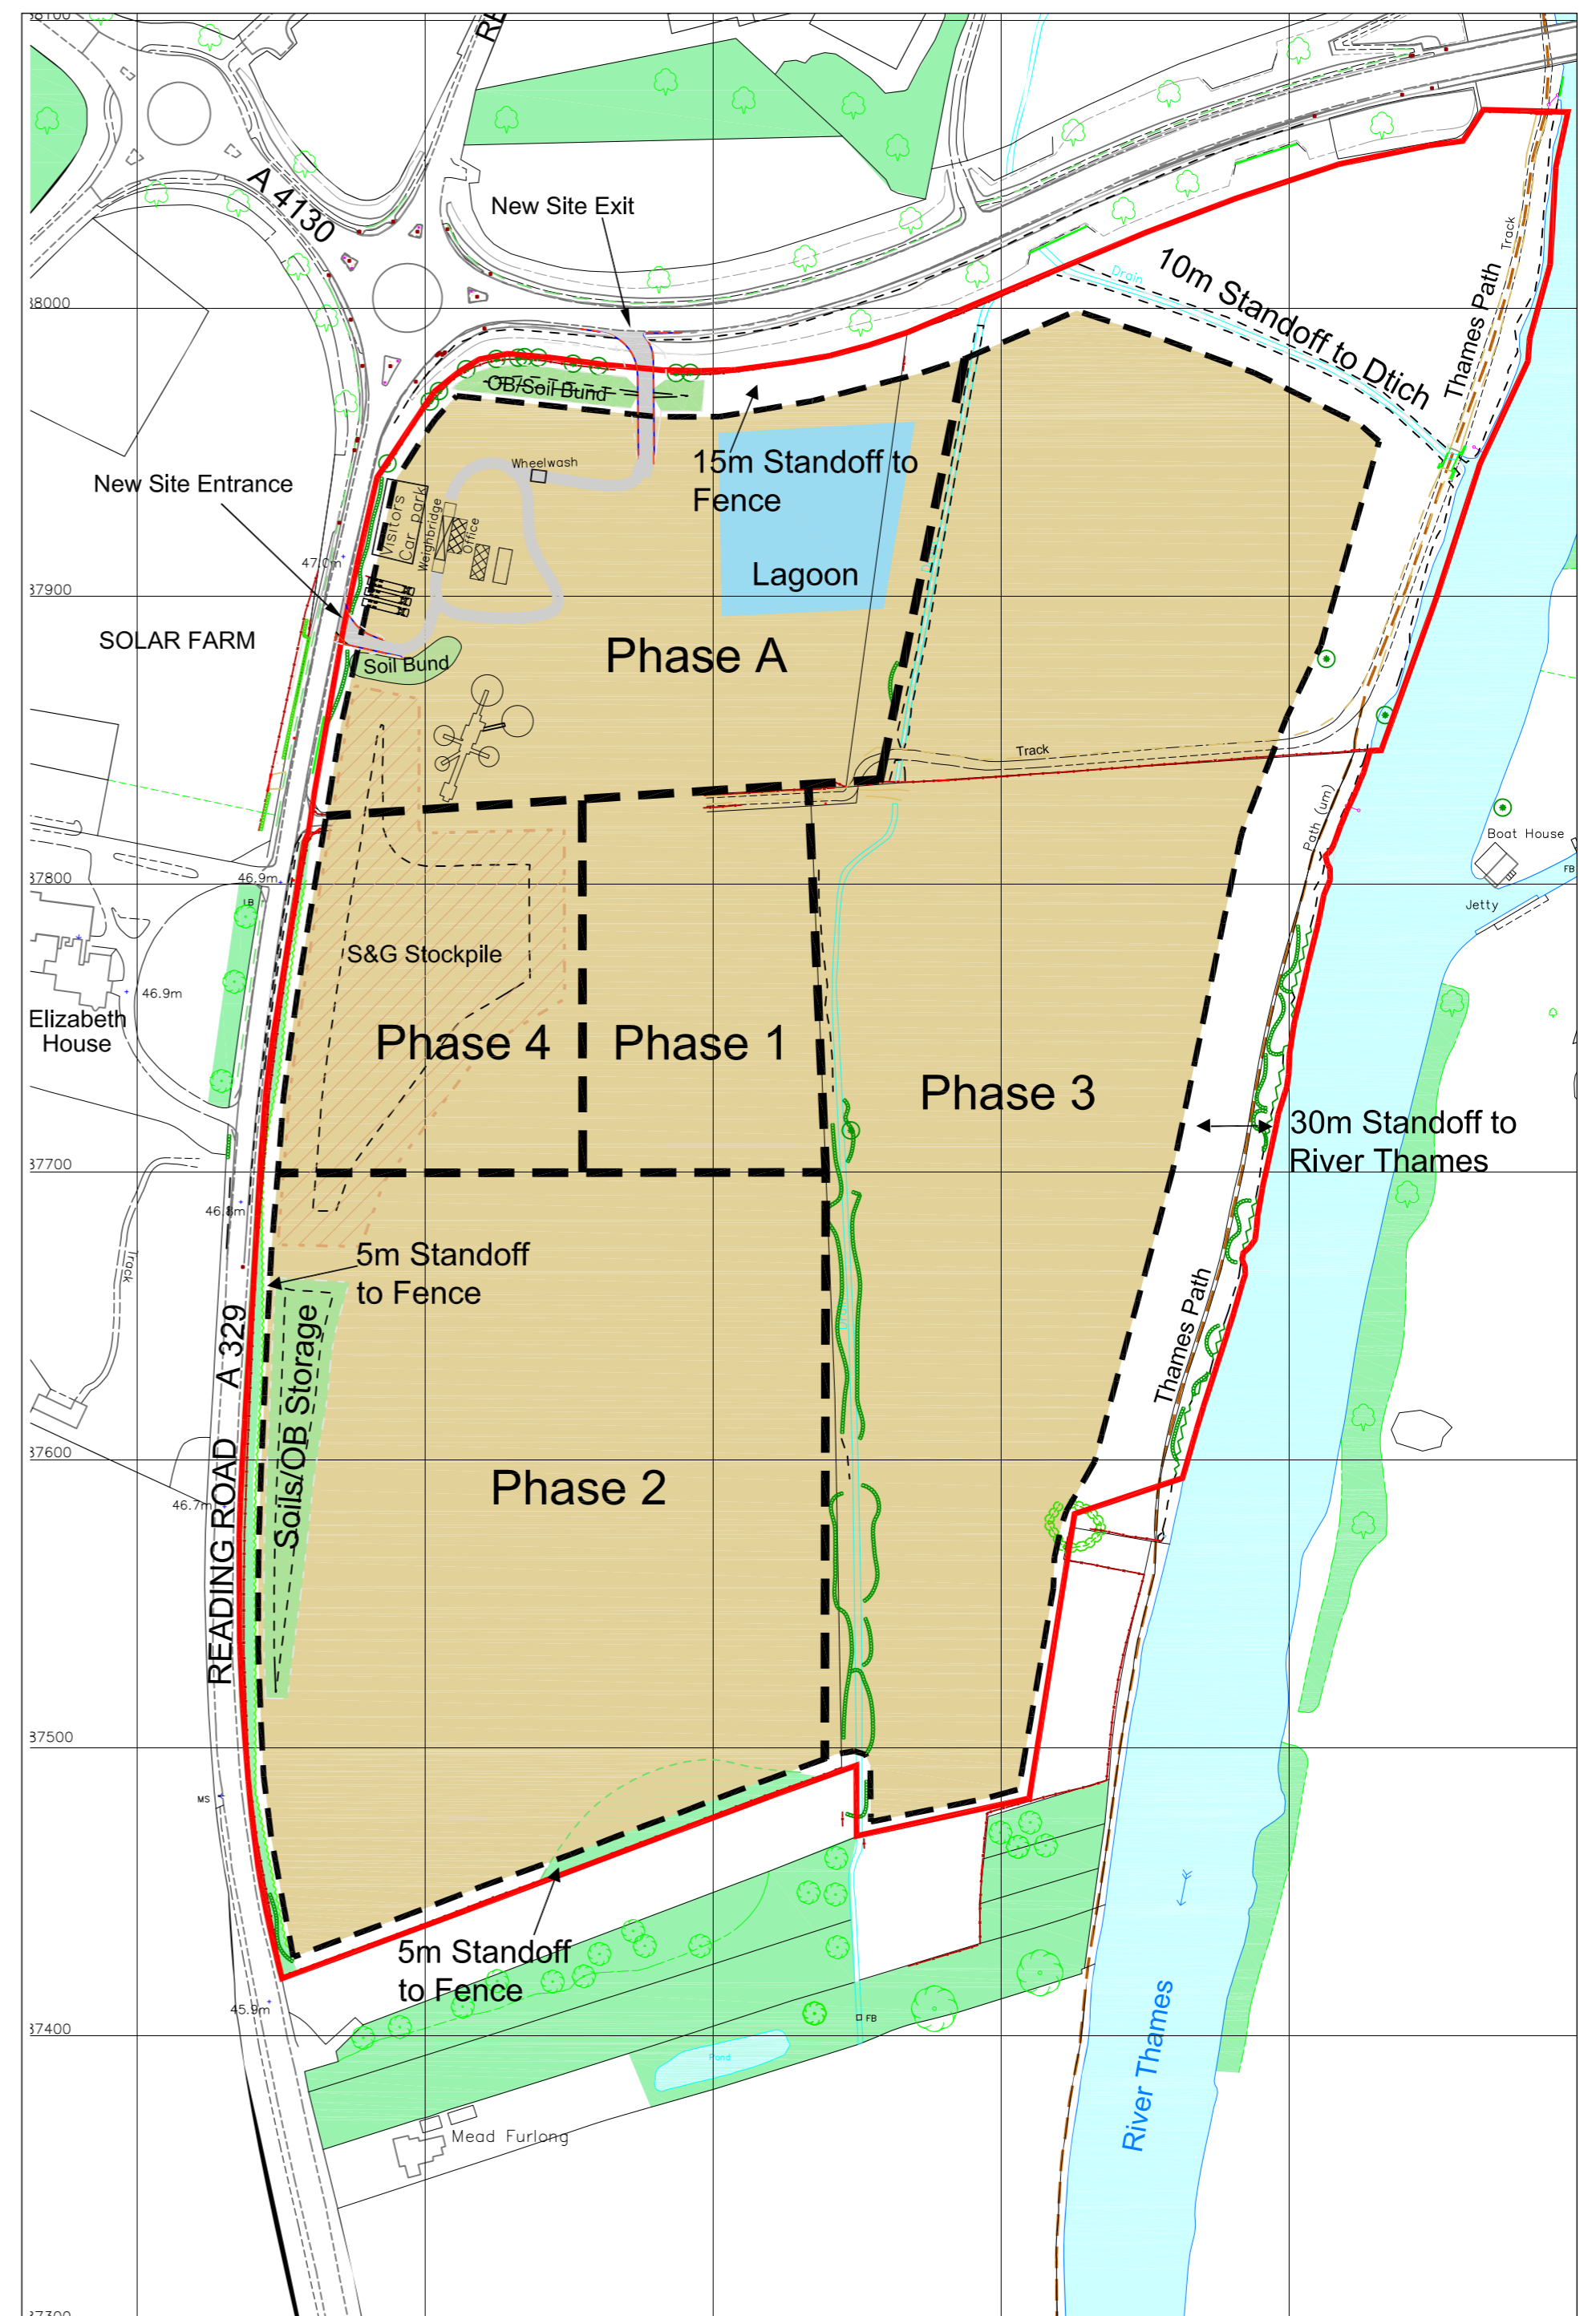 38100
RE
A 4130
New Site Exit
Track
10m Standoff to Dtich
Drain
Thames Path
38000
OB/Soil Bund
15m Standoff to
Fence
Wheelwash
New Site Entrance
Visitors
Car park
Weighbridge
Office
47.0m
Lagoon
37900
SOLAR FARM
Soil Bund
Phase A
Track
Path (um)
Boat House
FB
Jetty
37800
46.9m
LB
S&G Stockpile
46.9m
Elizabeth
House
Phase 4
Phase 1
Phase 3
30m Standoff to
River Thames
37700
46.8m
Track
5m Standoff
to Fence
Thames Path
Drain
A 329
Soils/OB Storage
37600
READING ROAD
46.7m
Phase 2
37500
MS
5m Standoff
to Fence
45.9m
FB
37400
Pond
River Thames
Mead Furlong
37300